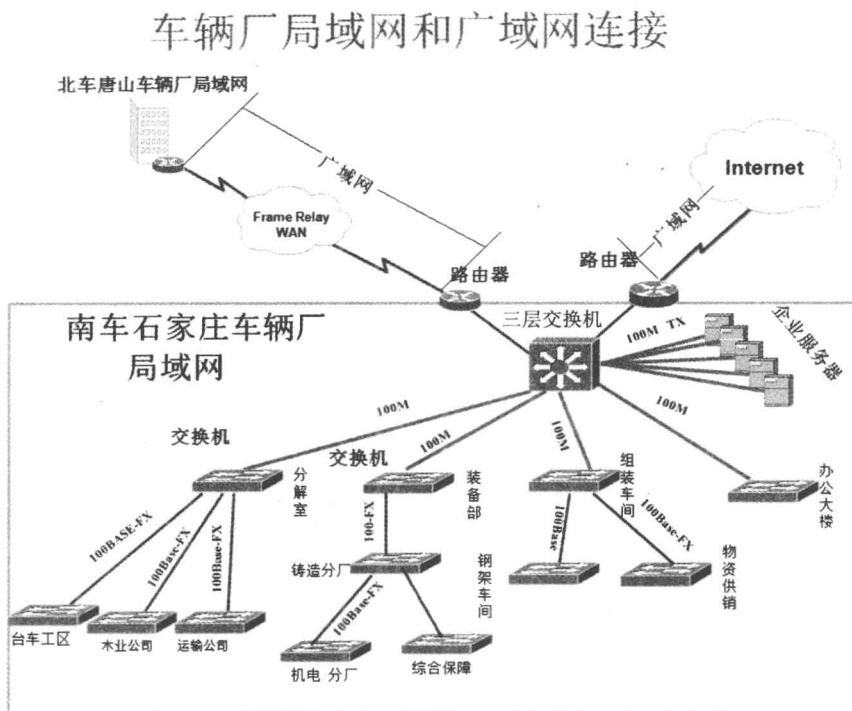 车辆厂局域网和广域网连接
北车唐山车辆厂局域网
广域网
Frame Relay
WAN
Internet
广域网
路由器
路由器
南车石家庄车辆厂
局域网
三层交换机
100M TX
企业服务器
100M
100M
100M
100M
交换机
交换机
分解室
装备部
组装车间
办公大楼
100BASE-FX
100Base-FX
100Base-FX
100-FX
100Base
100Base-FX
铸造分厂
钢架车间
物资供销
100Base-FX
台车工区
木业公司
运输公司
机电 分厂
综合保障